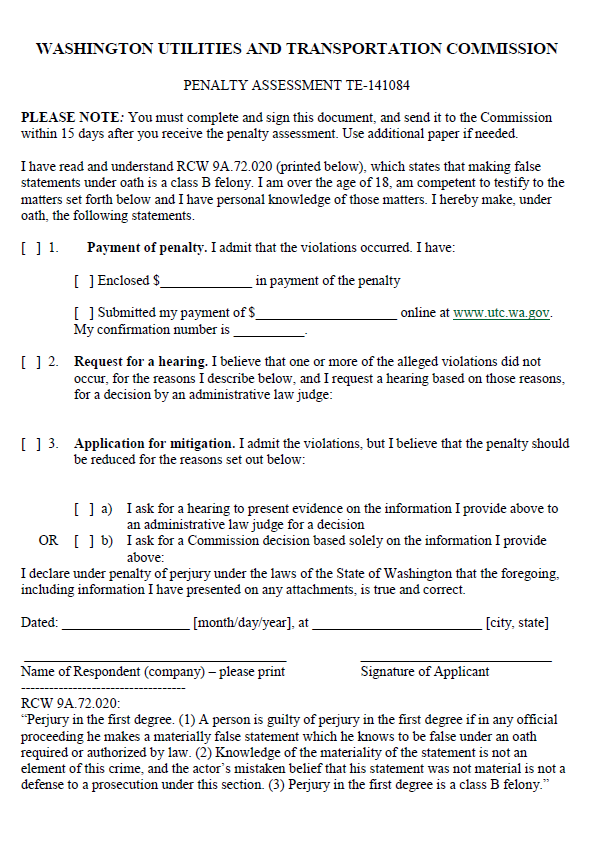 WASHINGTON UTILITIES AND TRANSPORTATION COMMISSION
PENALTY ASSESSMENT TE-141084
PLEASE NOTE: You must complete and sign this document, and send it to the Commission
within 15 days after you receive the penalty assessment. Use additional paper if needed.
I have read and understand RCW 9A.72.020 (printed below), which states that making false
statements under oath is a class B felony. I am over the age of 18, am competent to testify to the
matters set forth below and I have personal knowledge of those matters. I hereby make, under
oath, the following statements.
[ ] 1. Payment of penalty. I admit that the violations occurred. I have:
[ ] Enclosed $______________ in payment of the penalty
[ ] Submitted my payment of $_____________________ online at www.utc.wa.gov.
My confirmation number is __________.
[ ] 2. Request for a hearing. I believe that one or more of the alleged violations did not
occur, for the reasons I describe below, and I request a hearing based on those reasons,
for a decision by an administrative law judge:
[ ] 3. Application for mitigation. I admit the violations, but I believe that the penalty should
be reduced for the reasons set out below:
[ ] a) I ask for a hearing to present evidence on the information I provide above to
an administrative law judge for a decision
OR [ ] b) I ask for a Commission decision based solely on the information I provide
above:
I declare under penalty of perjury under the laws of the State of Washington that the foregoing,
including information I have presented on any attachments, is true and correct.
Dated: ___________________ [month/day/year], at _________________________ [city, state]
_______________________________________ ____________________________
Name of Respondent (company) – please print Signature of Applicant
-----------------------------------
RCW 9A.72.020:
“Perjury in the first degree. (1) A person is guilty of perjury in the first degree if in any official
proceeding he makes a materially false statement which he knows to be false under an oath
required or authorized by law. (2) Knowledge of the materiality of the statement is not an
element of this crime, and the actor’s mistaken belief that his statement was not material is not a
defense to a prosecution under this section. (3) Perjury in the first degree is a class B felony.”